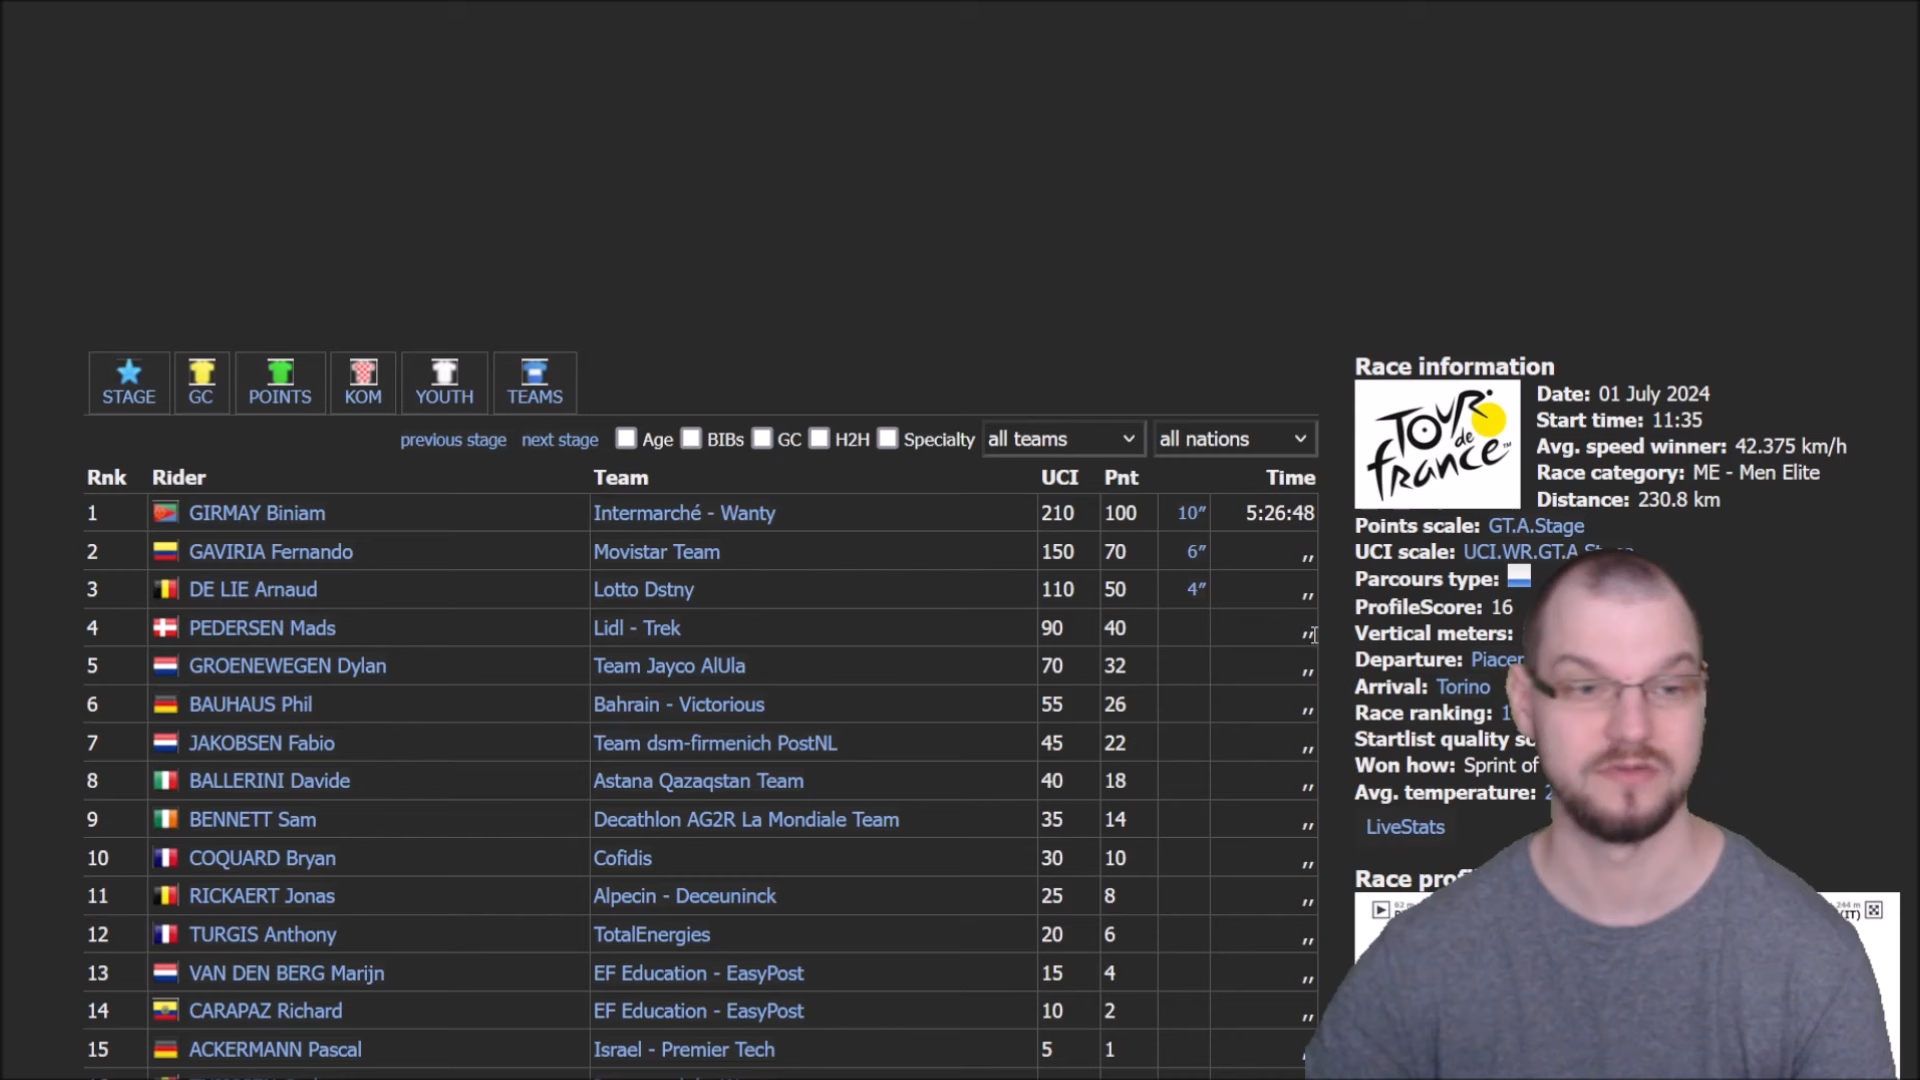 STAGE GC POINTS KOM YOUTH TEAMS
previous stage next stage Age BIBs GC H2H Specialty all teams all nations
Rnk Rider Team UCI Pnt Time
1 GIRMAY Biniam Intermarché - Wanty 210 100 10″ 5:26:48
2 GAVIRIA Fernando Movistar Team 150 70 6″ ,,
3 DE LIE Arnaud Lotto Dstny 110 50 4″ ,,
4 PEDERSEN Mads Lidl - Trek 90 40 ,,
5 GROENEWEGEN Dylan Team Jayco AlUla 70 32 ,,
6 BAUHAUS Phil Bahrain - Victorious 55 26 ,,
7 JAKOBSEN Fabio Team dsm-firmenich PostNL 45 22 ,,
8 BALLERINI Davide Astana Qazaqstan Team 40 18 ,,
9 BENNETT Sam Decathlon AG2R La Mondiale Team 35 14 ,,
10 COQUARD Bryan Cofidis 30 10 ,,
11 RICKAERT Jonas Alpecin - Deceuninck 25 8 ,,
12 TURGIS Anthony TotalEnergies 20 6 ,,
13 VAN DEN BERG Marijn EF Education - EasyPost 15 4 ,,
14 CARAPAZ Richard EF Education - EasyPost 10 2 ,,
15 ACKERMANN Pascal Israel - Premier Tech 5 1
Race information
TOUR de france
Date: 01 July 2024
Start time: 11:35
Avg. speed winner: 42.375 km/h
Race category: ME - Men Elite
Distance: 230.8 km
Points scale: GT.A.Stage
UCI scale: UCI.WR.GT.A
Parcours type:
ProfileScore: 16
Vertical meters:
Departure: Piacen
Arrival: Torino
Race ranking: 1
Startlist quality
Won how: Sprint of
Avg. temperature: 2
LiveStats
Race
(IT)